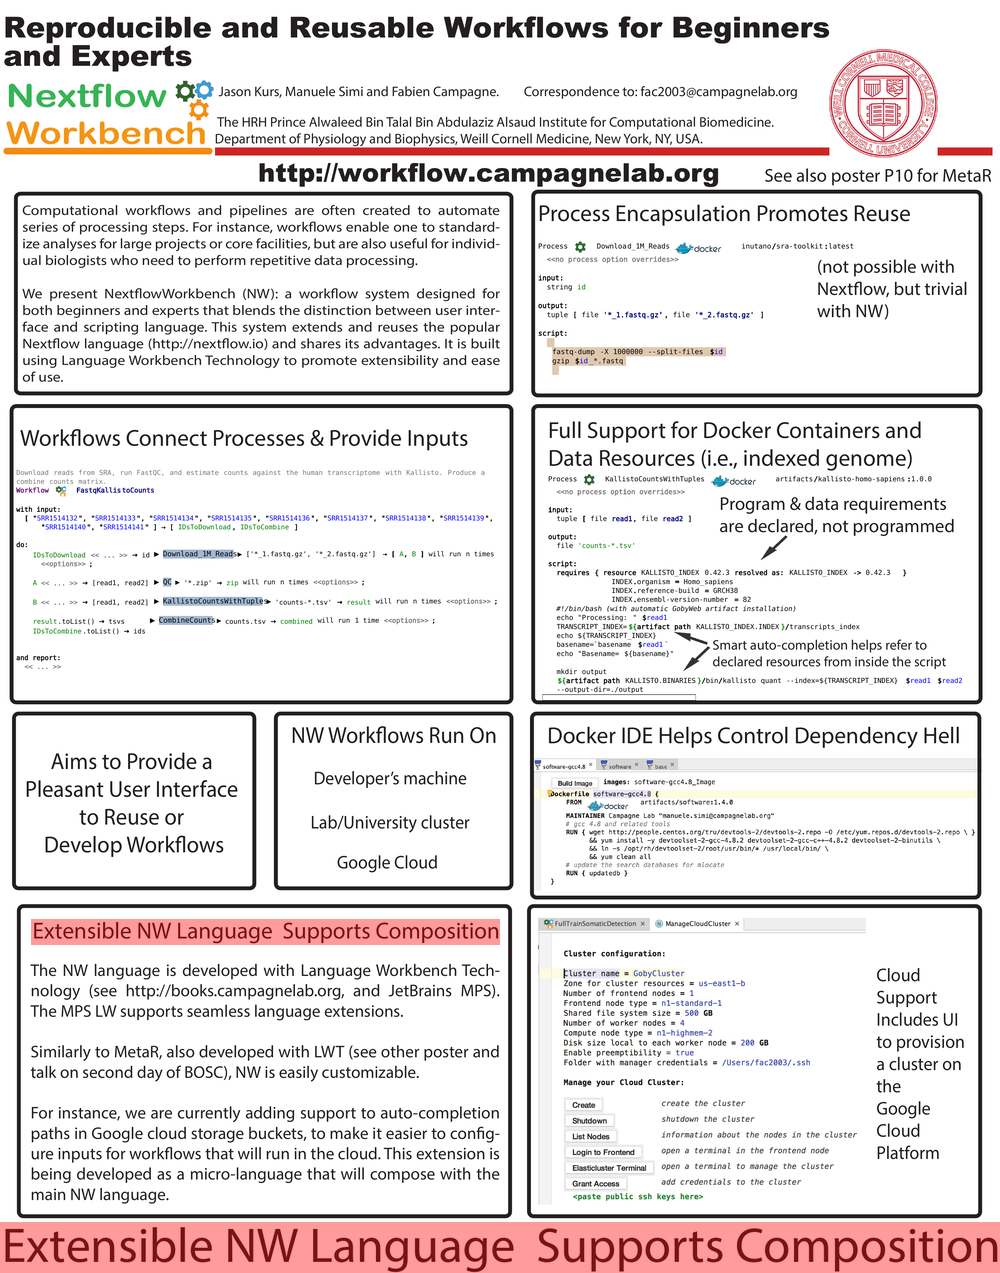 Reproducible and Reusable Workflows for Beginners
and Experts
Nextflow
Workbench
Jason Kurs, Manuele Simi and Fabien Campagne. Correspondence to: fac2003@campagnelab.org
The HRH Prince Alwaleed Bin Talal Bin Abdulaziz Alsaud Institute for Computational Biomedicine.
Department of Physiology and Biophysics, Weill Cornell Medicine, New York, NY, USA.
http://workflow.campagnelab.org
See also poster P10 for MetaR
Computational workflows and pipelines are often created to automate
series of processing steps. For instance, workflows enable one to standard-
ize analyses for large projects or core facilities, but are also useful for individ-
ual biologists who need to perform repetitive data processing.
We present NextflowWorkbench (NW): a workflow system designed for
both beginners and experts that blends the distinction between user inter-
face and scripting language. This system extends and reuses the popular
Nextflow language (http://nextflow.io) and shares its advantages. It is built
using Language Workbench Technology to promote extensibility and ease
of use.
Process Encapsulation Promotes Reuse
Process Download_1M_Reads docker inutano/sra-toolkit:latest
<<no process option overrides>>
input:
string id
output:
tuple [ file '*_1.fastq.gz', file '*_2.fastq.gz' ]
script:
fastq-dump -X 1000000 --split-files $id
gzip $id_*.fastq
(not possible with
Nextflow, but trivial
with NW)
Workflows Connect Processes & Provide Inputs
Download reads from SRA, run FastQC, and estimate counts against the human transcriptome with Kallisto. Produce a
combine counts matrix.
Workflow FastqKallistoCounts
with input:
[ "SRR1514132", "SRR1514133", "SRR1514134", "SRR1514135", "SRR1514136", "SRR1514137", "SRR1514138", "SRR1514139",
"SRR1514140", "SRR1514141" ] → [ IDsToDownload, IDsToCombine ]
do:
IDsToDownload << ... >> → id ▶ Download_1M_Reads ▶ ['*_1.fastq.gz', '*_2.fastq.gz'] → [ A, B ] will run n times
<<options>> ;
A << ... >> → [read1, read2] ▶ QC ▶ '*.zip' → zip will run n times <<options>> ;
B << ... >> → [read1, read2] ▶ KallistoCountsWithTuples ▶ 'counts-*.tsv' → result will run n times <<options>> ;
result.toList() → tsvs ▶ CombineCounts ▶ counts.tsv → combined will run 1 time <<options>> ;
IDsToCombine.toList() → ids
and report:
<< ... >>
Full Support for Docker Containers and
Data Resources (i.e., indexed genome)
Process KallistoCountsWithTuples docker artifacts/kallisto-homo-sapiens :1.0.0
<<no process option overrides>>
input:
tuple [ file read1, file read2 ]
output:
file 'counts-*.tsv'
Program & data requirements
are declared, not programmed
script:
requires { resource KALLISTO_INDEX 0.42.3 resolved as: KALLISTO_INDEX -> 0.42.3 }
INDEX.organism = Homo_sapiens
INDEX.reference-build = GRCH38
INDEX.ensembl-version-number = 82
#!/bin/bash (with automatic GobyWeb artifact installation)
echo "Processing: " $read1
TRANSCRIPT_INDEX=${artifact path KALLISTO_INDEX.INDEX}/transcripts_index
echo ${TRANSCRIPT_INDEX}
basename=`basename $read1`
echo "Basename= ${basename}"
Smart auto-completion helps refer to
declared resources from inside the script
mkdir output
${artifact path KALLISTO.BINARIES}/bin/kallisto quant --index=${TRANSCRIPT_INDEX} $read1 $read2
--output-dir=./output
Aims to Provide a
Pleasant User Interface
to Reuse or
Develop Workflows
NW Workflows Run On
Developer's machine
Lab/University cluster
Google Cloud
Docker IDE Helps Control Dependency Hell
software-gcc4.8 × software × base ×
Build Image images: software-gcc4.8_Image
Dockerfile software-gcc4.8 {
FROM docker artifacts/software:1.4.0
MAINTAINER Campagne Lab "manuele.simi@campagnelab.org"
# gcc 4.8 and related tools
RUN { wget http://people.centos.org/tru/devtools-2/devtools-2.repo -O /etc/yum.repos.d/devtools-2.repo \ }
&& yum install -y devtoolset-2-gcc-4.8.2 devtoolset-2-gcc-c++-4.8.2 devtoolset-2-binutils \
&& ln -s /opt/rh/devtoolset-2/root/usr/bin/* /usr/local/bin/ \
&& yum clean all
# update the search databases for mlocate
RUN { updatedb }
}
Extensible NW Language Supports Composition
The NW language is developed with Language Workbench Tech-
nology (see http://books.campagnelab.org, and JetBrains MPS).
The MPS LW supports seamless language extensions.
Similarly to MetaR, also developed with LWT (see other poster and
talk on second day of BOSC), NW is easily customizable.
For instance, we are currently adding support to auto-completion
paths in Google cloud storage buckets, to make it easier to config-
ure inputs for workflows that will run in the cloud. This extension is
being developed as a micro-language that will compose with the
main NW language.
FullTrainSomaticDetection × ManageCloudCluster ×
Cluster configuration:
Cluster name = GobyCluster
Zone for cluster resources = us-east1-b
Number of frontend nodes = 1
Frontend node type = n1-standard-1
Shared file system size = 500 GB
Number of worker nodes = 4
Compute node type = n1-highmem-2
Disk size local to each worker node = 200 GB
Enable preemptibility = true
Folder with manager credentials = /Users/fac2003/.ssh
Manage your Cloud Cluster:
Create create the cluster
Shutdown shutdown the cluster
List Nodes information about the nodes in the cluster
Login to Frontend open a terminal in the frontend node
Elasticluster Terminal open a terminal to manage the cluster
Grant Access add credentials to the cluster
<paste public ssh keys here>
Cloud
Support
Includes UI
to provision
a cluster on
the
Google
Cloud
Platform
Extensible NW Language Supports Composition